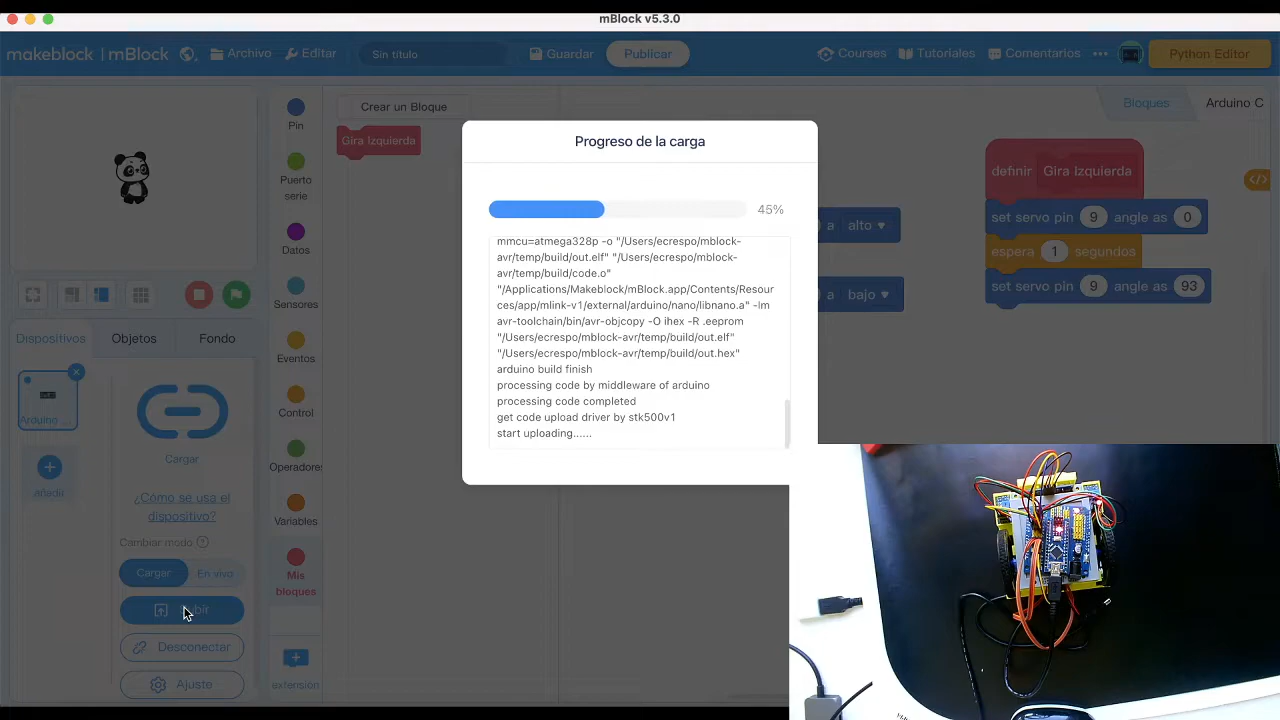 mBlock v5.3.0
makeblock | mBlock Archivo Editar Sin título Guardar Publicar Courses Tutoriales Comentarios ••• Python Editor
Crear un Bloque
Gira Izquierda
Pin
Puerto
serie
Datos
Sensores
Eventos
Control
Operadores
Variables
Mis
bloques
extensión
Dispositivos Objetos Fondo
Arduino ...
añadir
Cargar
¿Cómo se usa el
dispositivo?
Cambiar modo ?
Cargar En vivo
Subir
Desconectar
Ajuste
Progreso de la carga
45%
mmcu=atmega328p -o "/Users/ecrespo/mblock-
avr/temp/build/out.elf" "/Users/ecrespo/mblock-
avr/temp/build/code.o"
"/Applications/Makeblock/mBlock.app/Contents/Resour
ces/app/mlink-v1/external/arduino/nano/libnano.a" -lm
avr-toolchain/bin/avr-objcopy -O ihex -R .eeprom
"/Users/ecrespo/mblock-avr/temp/build/out.elf"
"/Users/ecrespo/mblock-avr/temp/build/out.hex"
arduino build finish
processing code by middleware of arduino
processing code completed
get code upload driver by stk500v1
start uploading......
a alto
a bajo
Bloques Arduino C
definir Gira Izquierda
set servo pin 9 angle as 0
espera 1 segundos
set servo pin 9 angle as 93